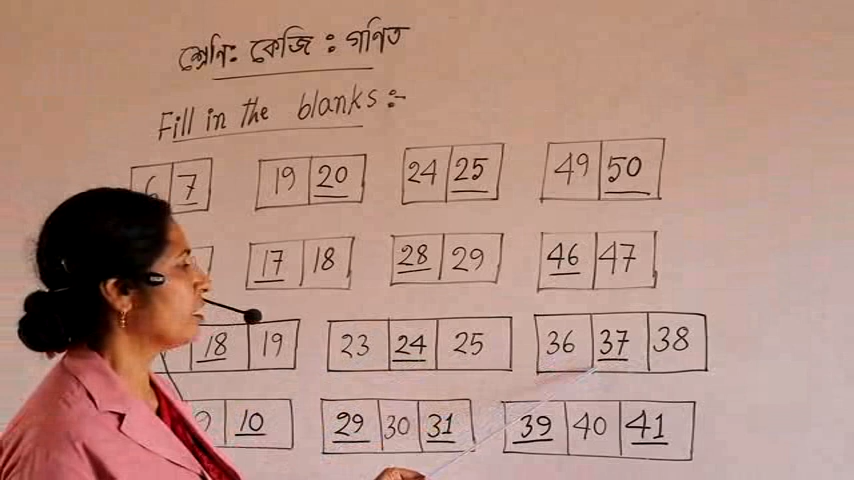 শ্রেনি: কেজি : গণিত
Fill in the blanks :-
6 7 19 20 24 25 49 50
17 18 28 29 46 47
18 19 23 24 25 36 37 38
10 29 30 31 39 40 41